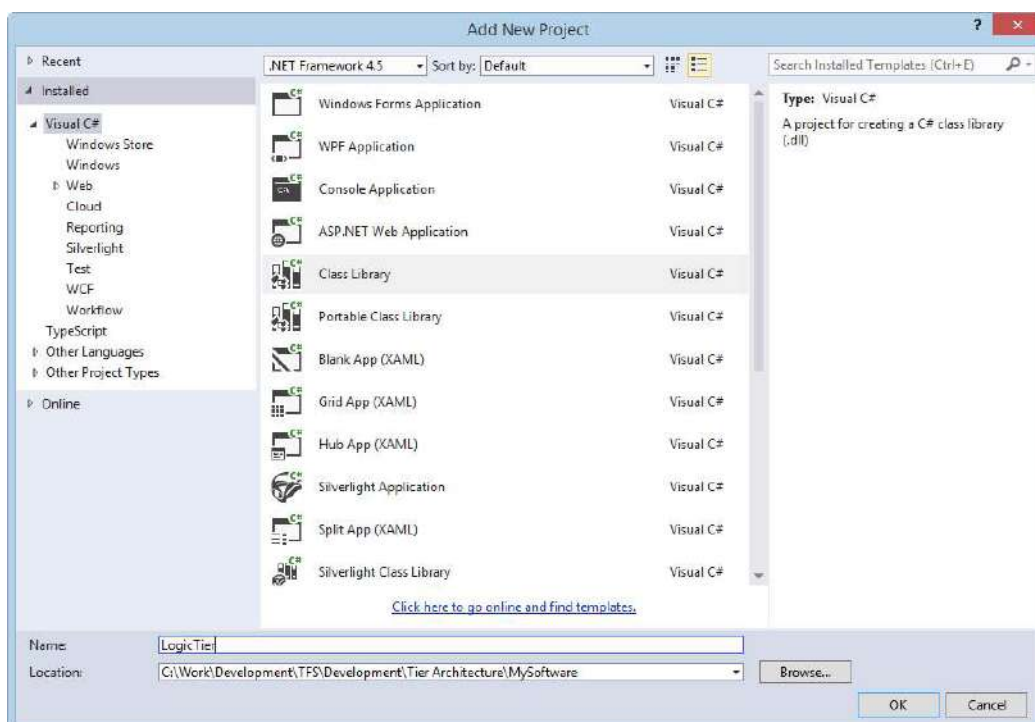 Add New Project
?
Recent
Installed
Visual C#
Windows Store
Windows
Web
Cloud
Reporting
Silverlight
Test
WCF
Workflow
TypeScript
Other Languages
Other Project Types
Online
.NET Framework 4.5 Sort by: Default
Windows Forms Application Visual C#
WPF Application Visual C#
Console Application Visual C#
ASP.NET Web Application Visual C#
Class Library Visual C#
Portable Class Library Visual C#
Blank App (XAML) Visual C#
Grid App (XAML) Visual C#
Hub App (XAML) Visual C#
Silverlight Application Visual C#
Split App (XAML) Visual C#
Silverlight Class Library Visual C#
Click here to go online and find templates.
Search Installed Templates (Ctrl+E)
Type: Visual C#
A project for creating a C# class library
(.dll)
Name: LogicTier
Location: C:\Work\Development\TFS\Development\Tier Architecture\MySoftware Browse...
OK Cancel